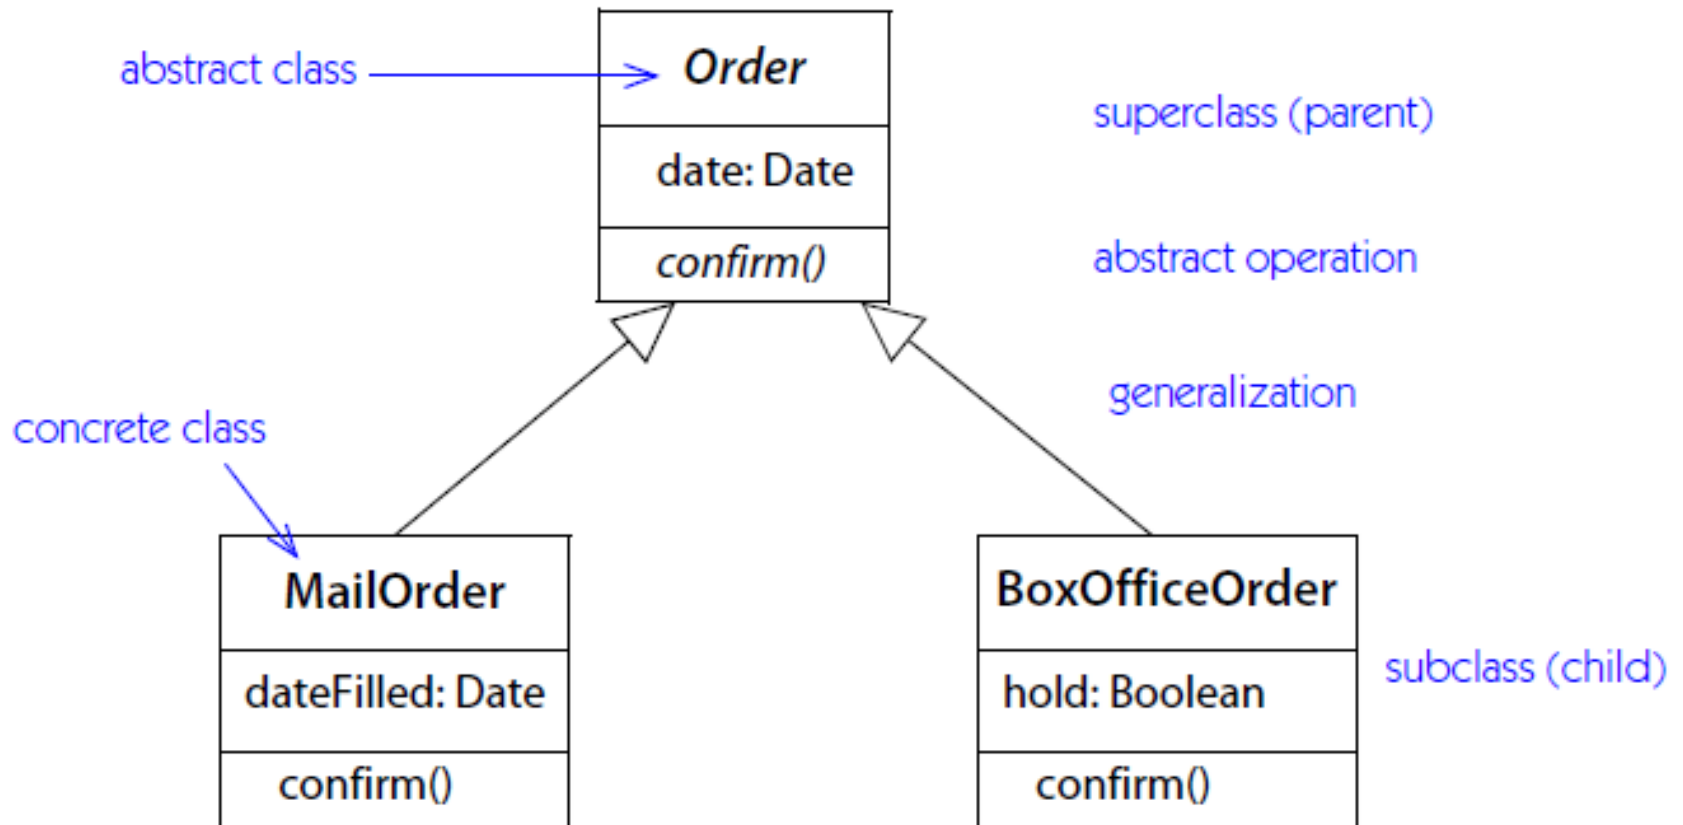 abstract class
Order
superclass (parent)
date: Date
confirm()
abstract operation
generalization
concrete class
MailOrder
dateFilled: Date
confirm()
BoxOfficeOrder
hold: Boolean
confirm()
subclass (child)